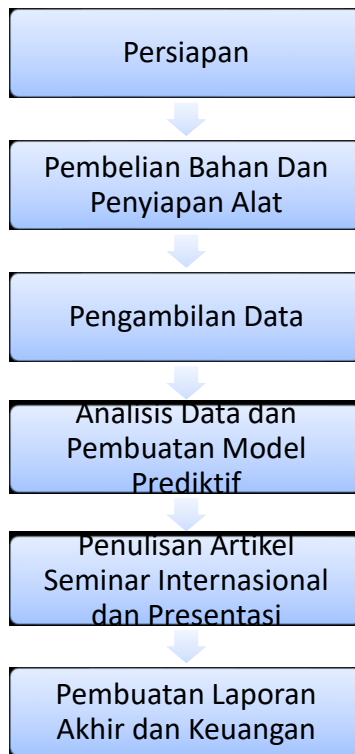 Persiapan
Pembelian Bahan Dan
Penyiapan Alat
Pengambilan Data
Analisis Data dan
Pembuatan Model
Prediktif
Penulisan Artikel
Seminar Internasional
dan Presentasi
Pembuatan Laporan
Akhir dan Keuangan